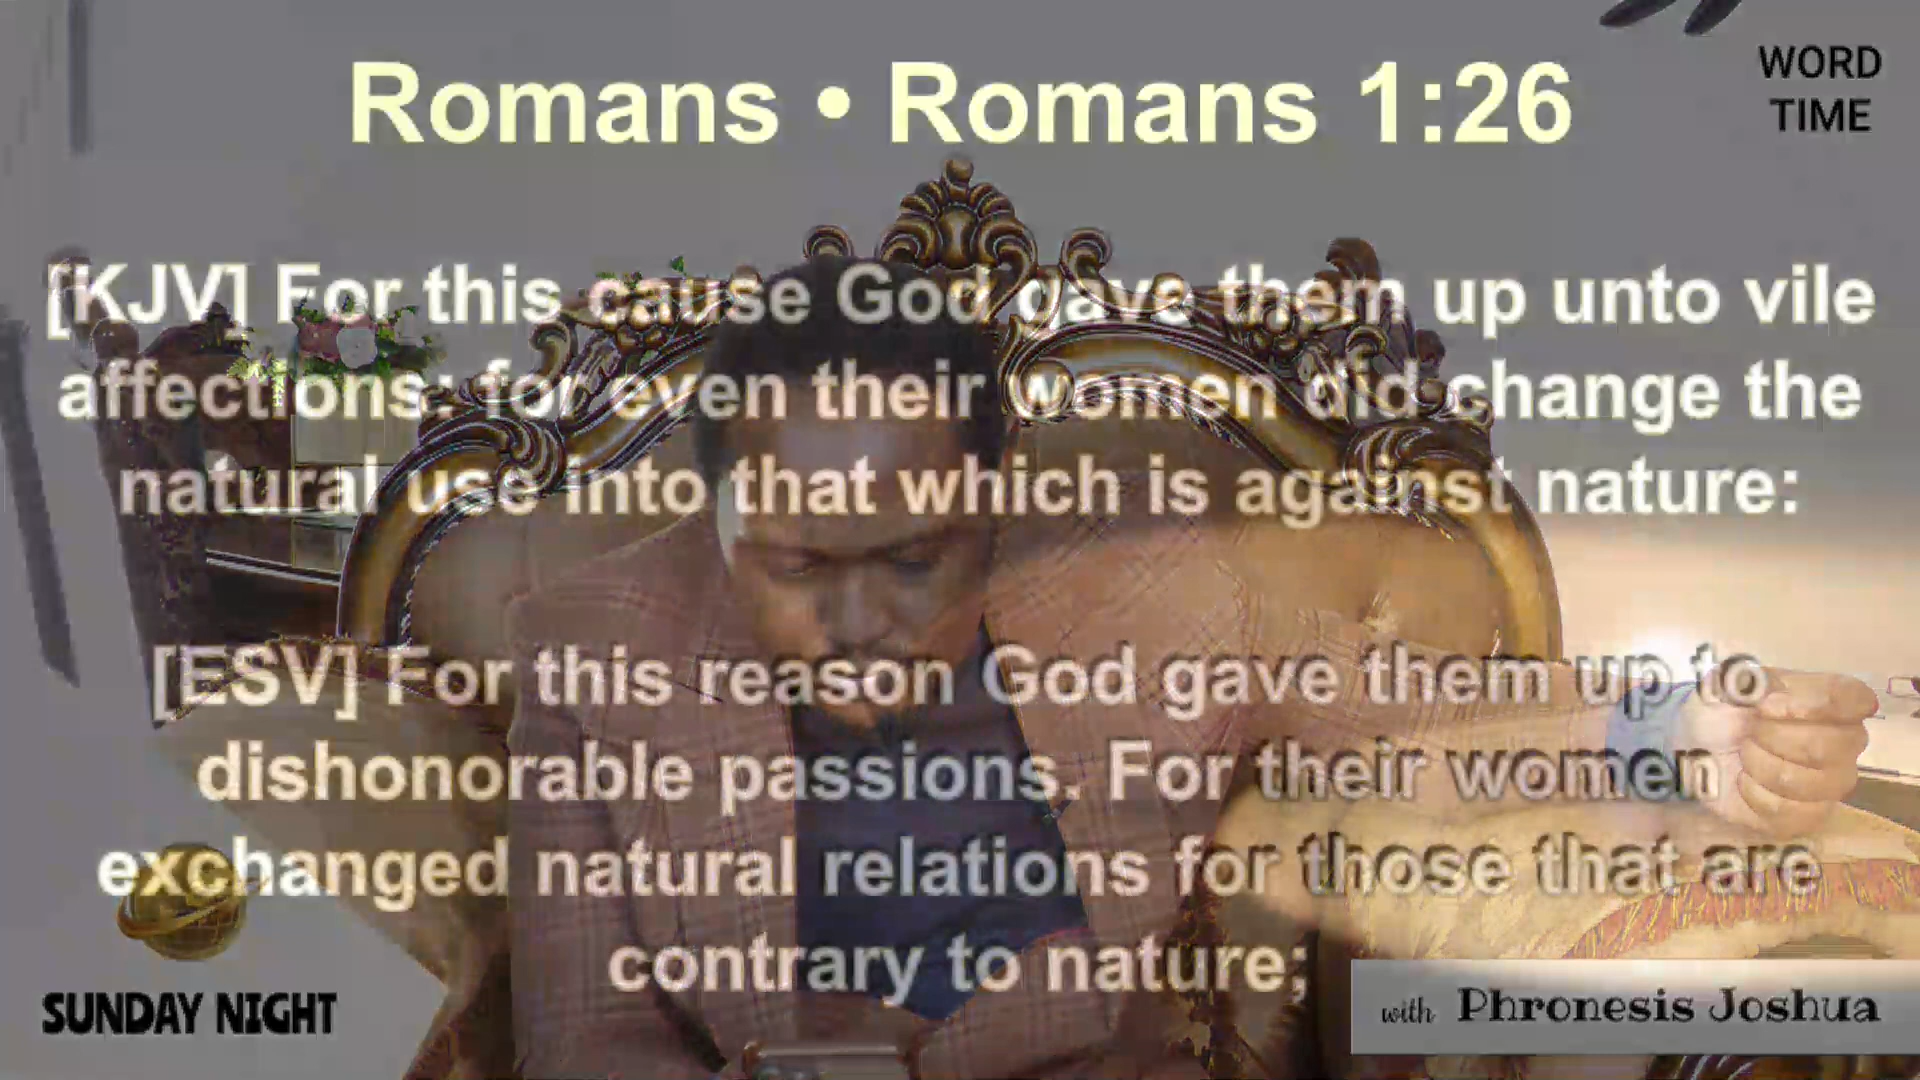 Romans • Romans 1:26
WORD
TIME
[KJV] For this cause God gave them up unto vile
affections: for even their women did change the
natural use into that which is against nature:
[ESV] For this reason God gave them up to
dishonorable passions. For their women
exchanged natural relations for those that are
contrary to nature;
SUNDAY NIGHT
with Phronesis Joshua